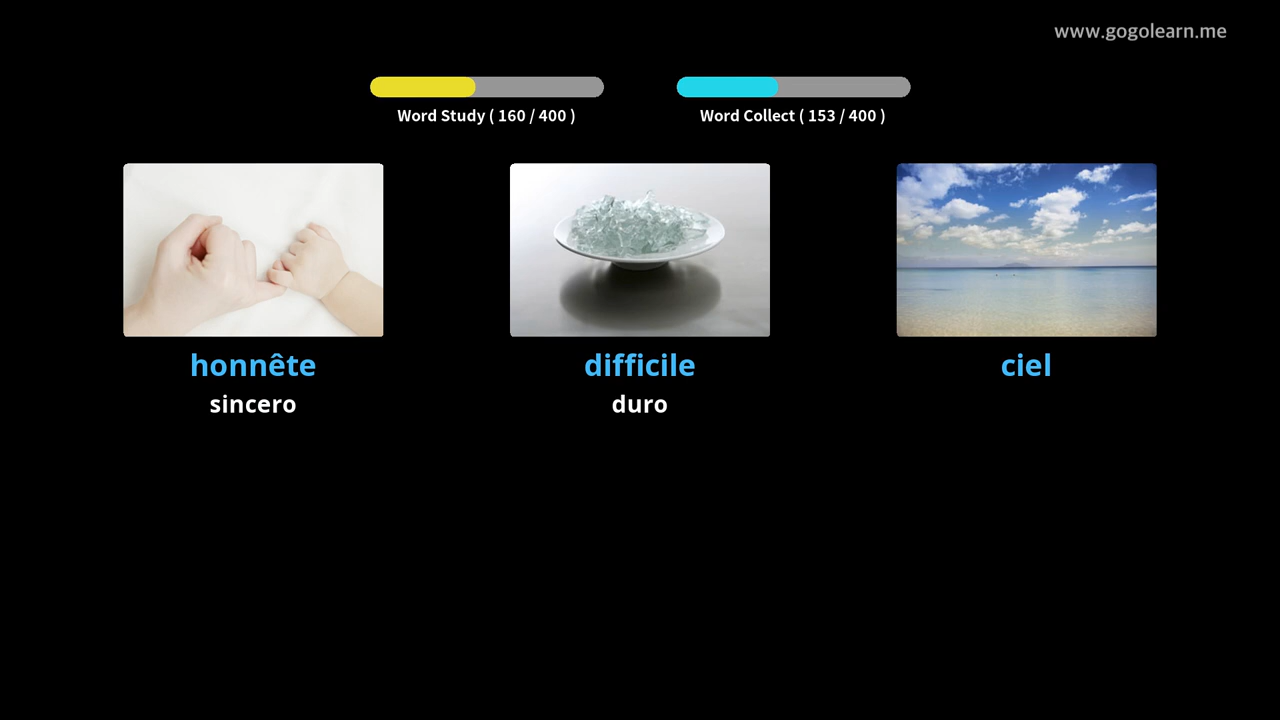 www.gogolearn.me
Word Study ( 160 / 400 )
Word Collect ( 153 / 400 )
honnête
sincero
difficile
duro
ciel